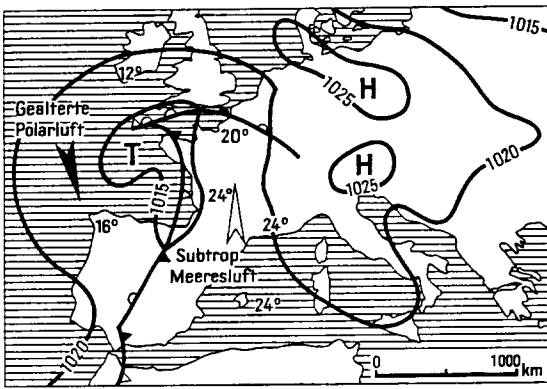 1015
12°
H
1025
Gealterte
Polarluft
20°
T
1020
H
1015
1025
24°
24°
16°
Subtrop.
Meeresluft
24°
1020
0 1000 km